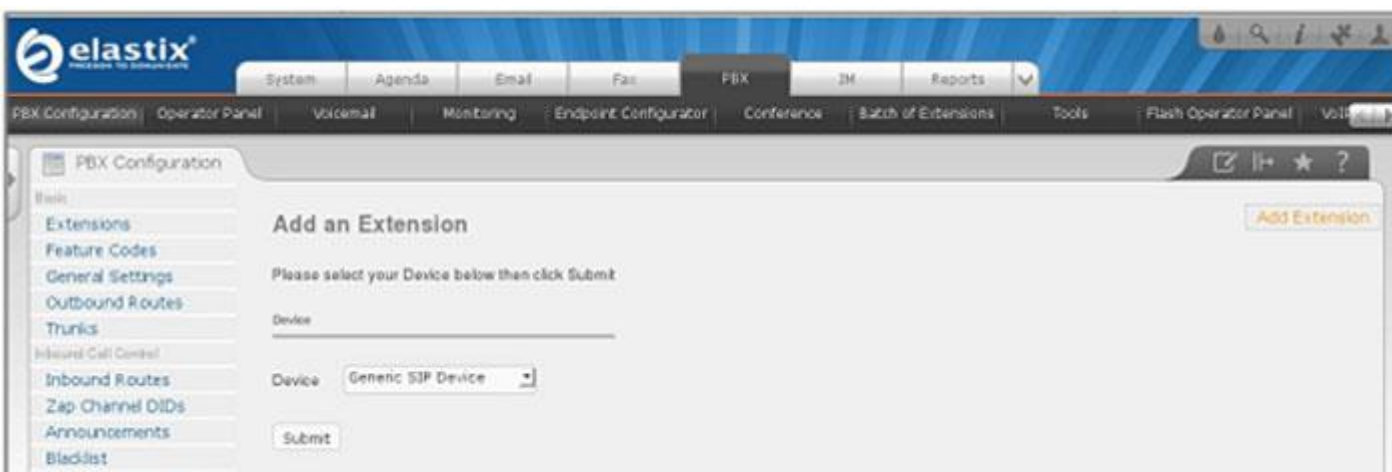 elastix
System Agenda Email Fax PBX IM Reports
PBX Configuration Operator Panel Voicemail Monitoring Endpoint Configurator Conference Batch of Extensions Tools Flash Operator Panel
PBX Configuration
Basic
Extensions
Feature Codes
General Settings
Outbound Routes
Trunks
Inbound Call Control
Inbound Routes
Zap Channel DIDs
Announcements
Blacklist
Add an Extension
Add Extension
Please select your Device below then click Submit
Device
Device Generic SIP Device
Submit